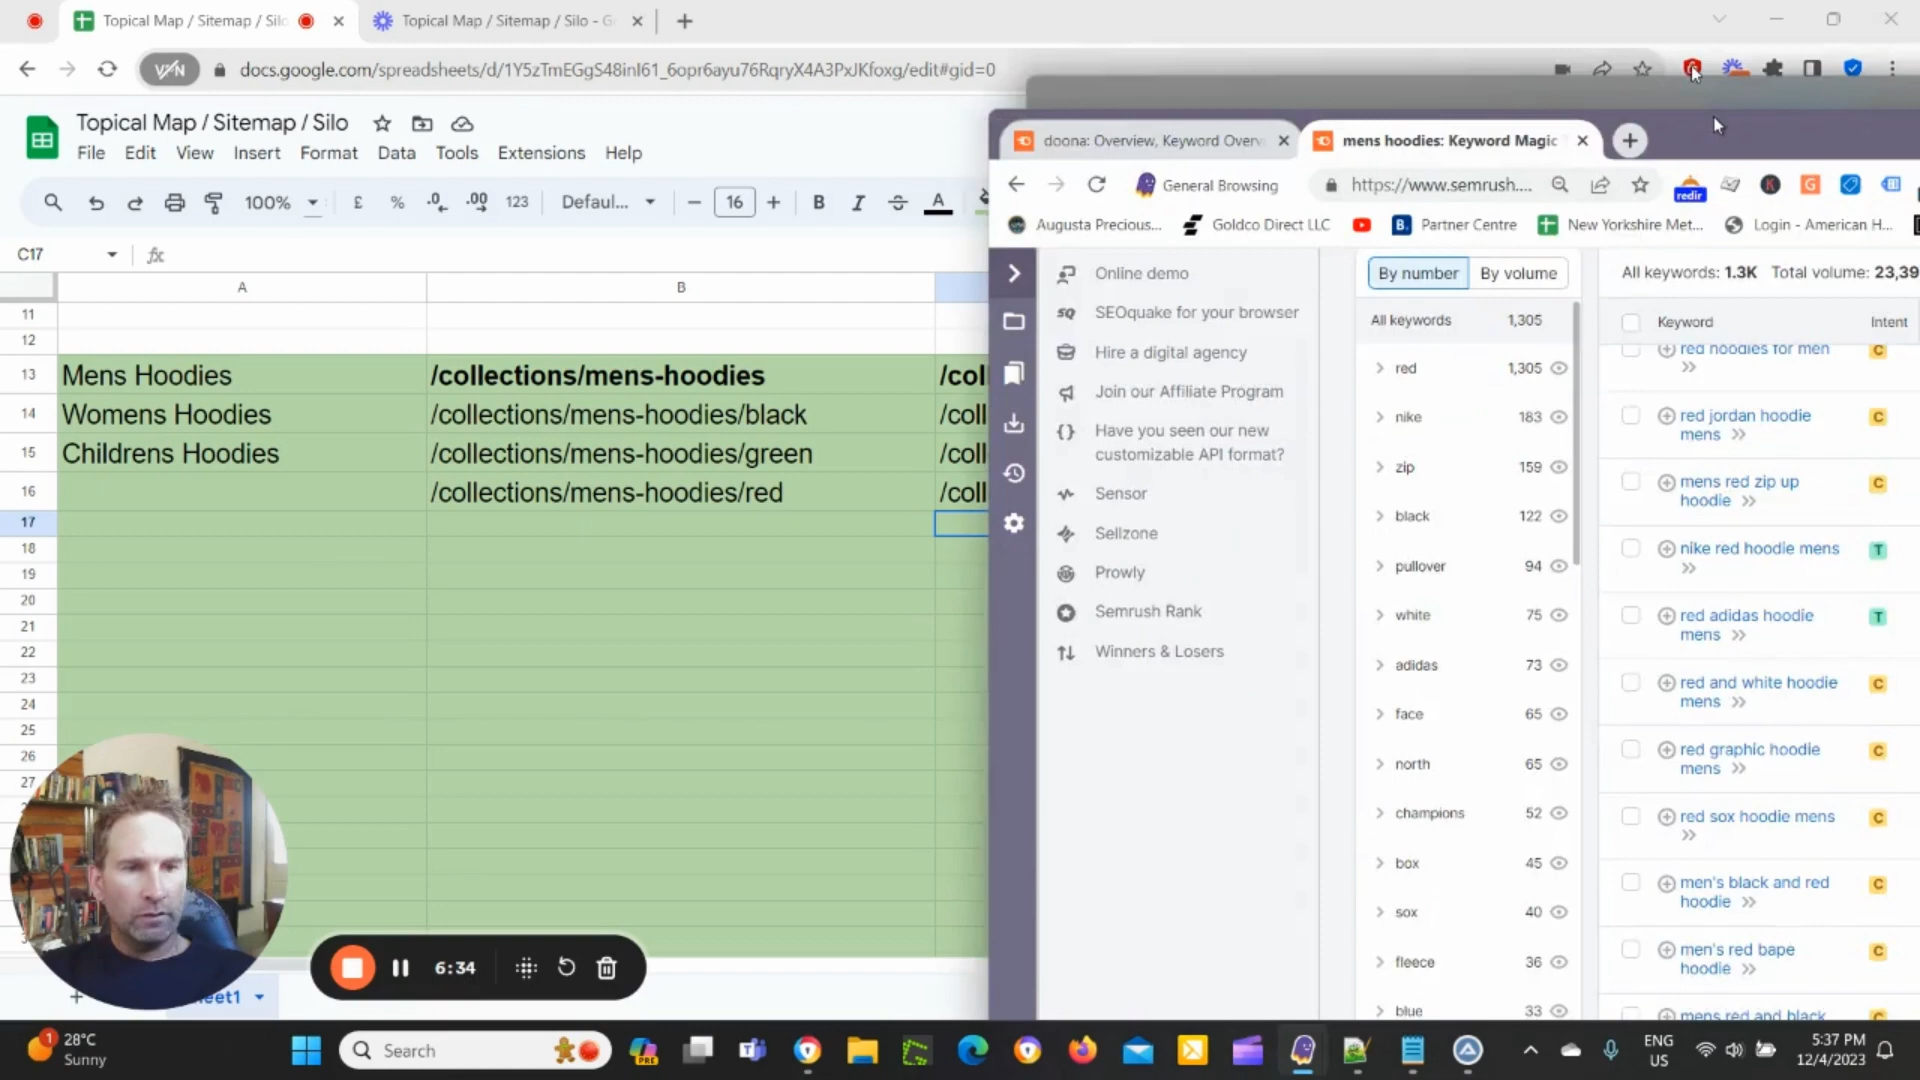 Topical Map / Sitemap / Silo
Topical Map / Sitemap / Silo - G
docs.google.com/spreadsheets/d/1Y5zTmEGgS48inI61_6opr6ayu76RqryX4A3PxJKfoxg/edit#gid=0
Topical Map / Sitemap / Silo
File Edit View Insert Format Data Tools Extensions Help
100% £ % .0 .00 123 Defaul... 16 B I S A
C17 fx
A B
11
12
13 Mens Hoodies /collections/mens-hoodies /coll
14 Womens Hoodies /collections/mens-hoodies/black /coll
15 Childrens Hoodies /collections/mens-hoodies/green /coll
16 /collections/mens-hoodies/red /coll
17
18
19
20
21
22
23
24
25
26
27
6:34
eet1
doona: Overview, Keyword Overv
mens hoodies: Keyword Magic
General Browsing
https://www.semrush....
redir
Augusta Precious... Goldco Direct LLC Partner Centre New Yorkshire Met... Login - American H...
Online demo
SEOquake for your browser
Hire a digital agency
Join our Affiliate Program
Have you seen our new
customizable API format?
Sensor
Sellzone
Prowly
Semrush Rank
Winners & Losers
By number By volume
All keywords 1,305
red 1,305
nike 183
zip 159
black 122
pullover 94
white 75
adidas 73
face 65
north 65
champions 52
box 45
sox 40
fleece 36
blue 33
All keywords: 1.3K Total volume: 23,39
Keyword Intent
red hoodies for men C
red jordan hoodie C
mens
mens red zip up C
hoodie
nike red hoodie mens T
red adidas hoodie T
mens
red and white hoodie C
mens
red graphic hoodie C
mens
red sox hoodie mens C
men's black and red C
hoodie
men's red bape C
hoodie
mens red and black
28°C
Sunny
Search
PRE
ENG
US
5:37 PM
12/4/2023